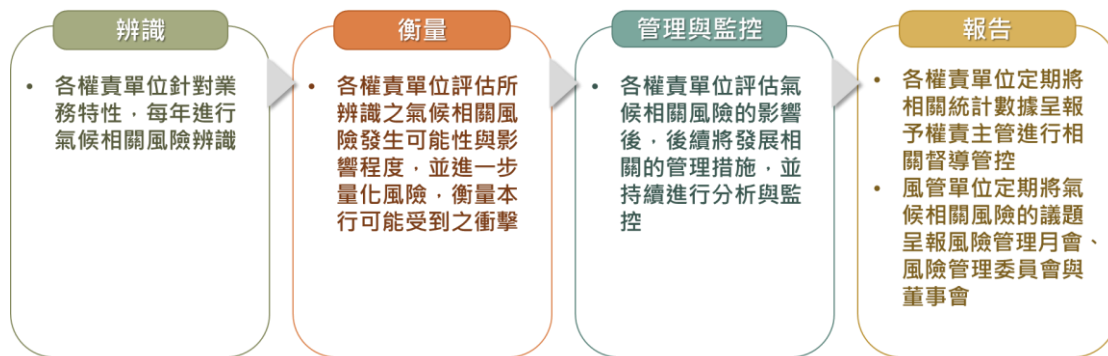 辨識
• 各權責單位針對業
務特性，每年進行
氣候相關風險辨識
衡量
• 各權責單位評估所
辨識之氣候相關風
險發生可能性與影
響程度，並進一步
量化風險，衡量本
行可能受到之衝擊
管理與監控
• 各權責單位評估氣
候相關風險的影響
後，後續將發展相
關的管理措施，並
持續進行分析與監
控
報告
• 各權責單位定期將
相關統計數據呈報
予權責主管進行相
關督導管控
• 風管單位定期將氣
候相關風險的議題
呈報風險管理月會、
風險管理委員會與
董事會